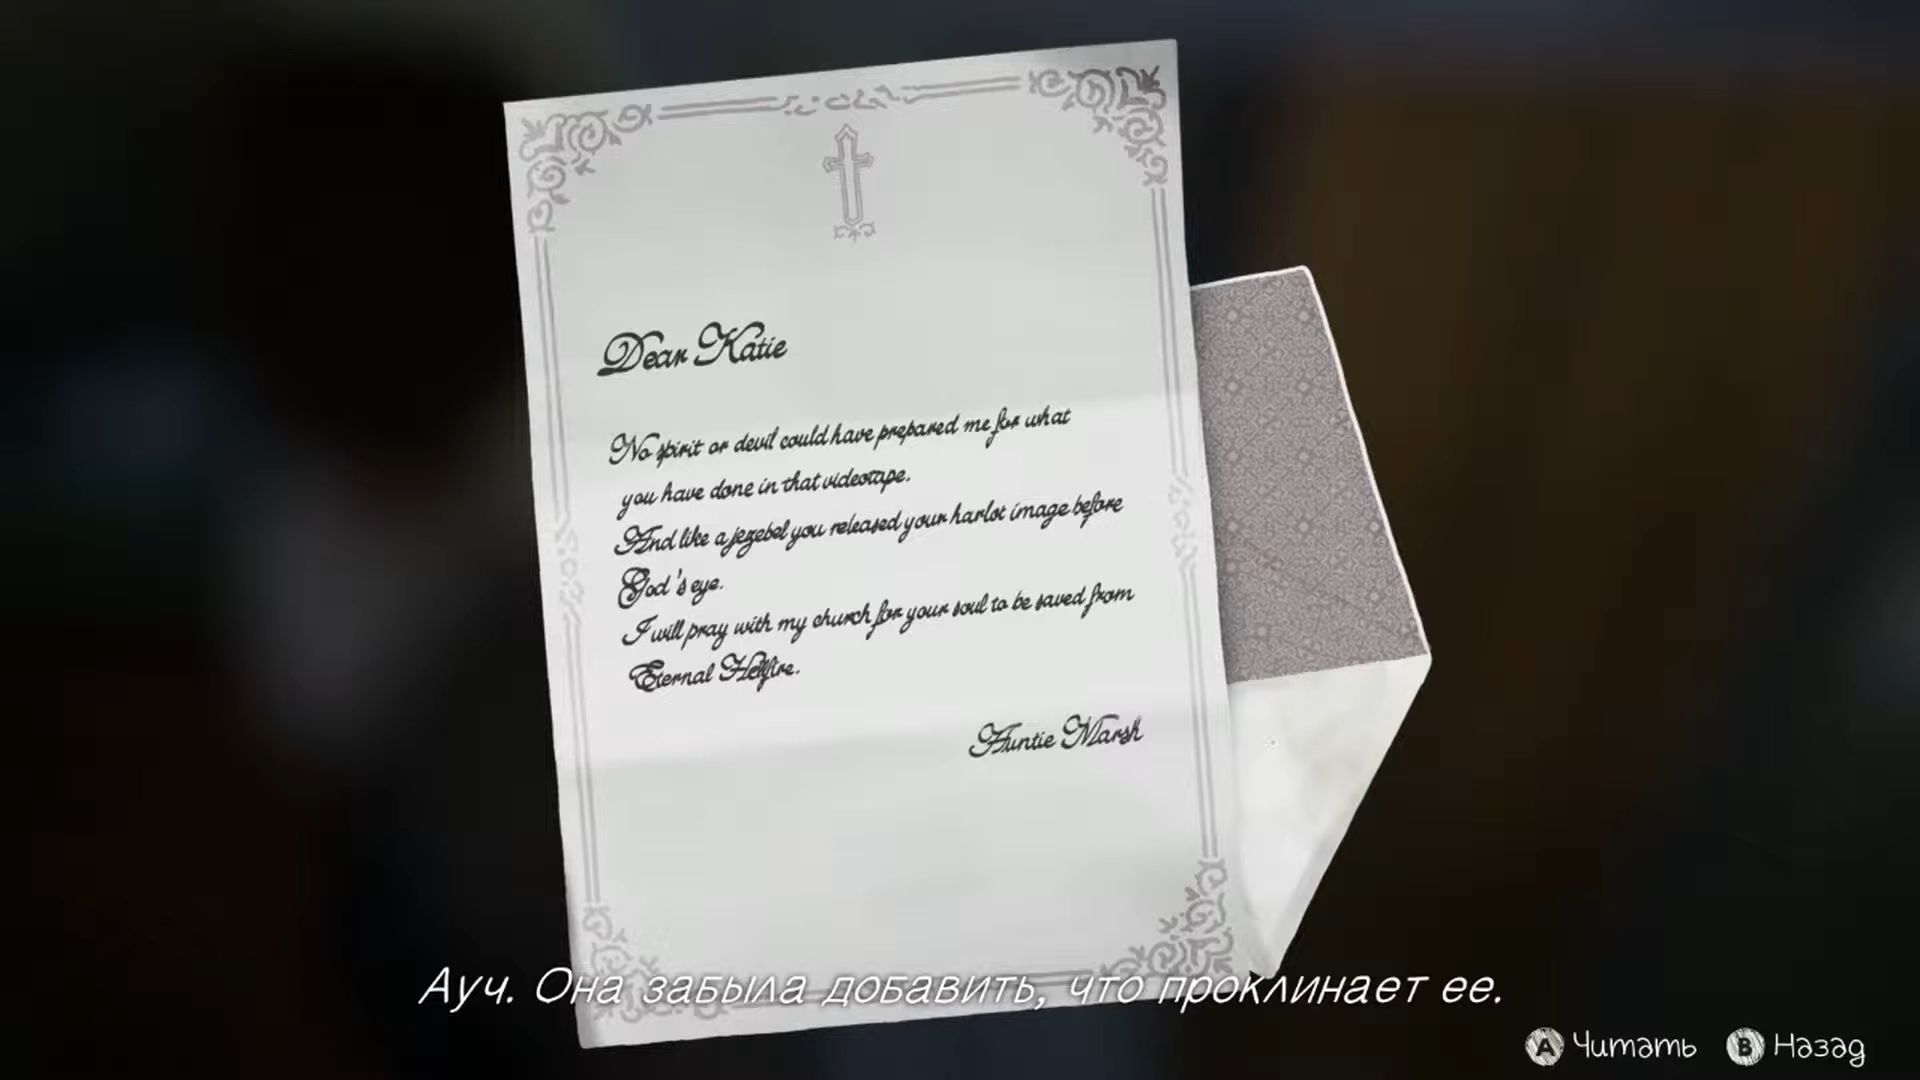 Dear Katie
No spirit or devil could have prepared me for what
you have done in that videotape.
And like a jezebel you released your harlot image before
God's eye.
I will pray with my church for your soul to be saved from
Eternal Hellfire.
Auntie Marsh
Ауч. Она забыла добавить, что проклинает ее.
A Читать B Назад